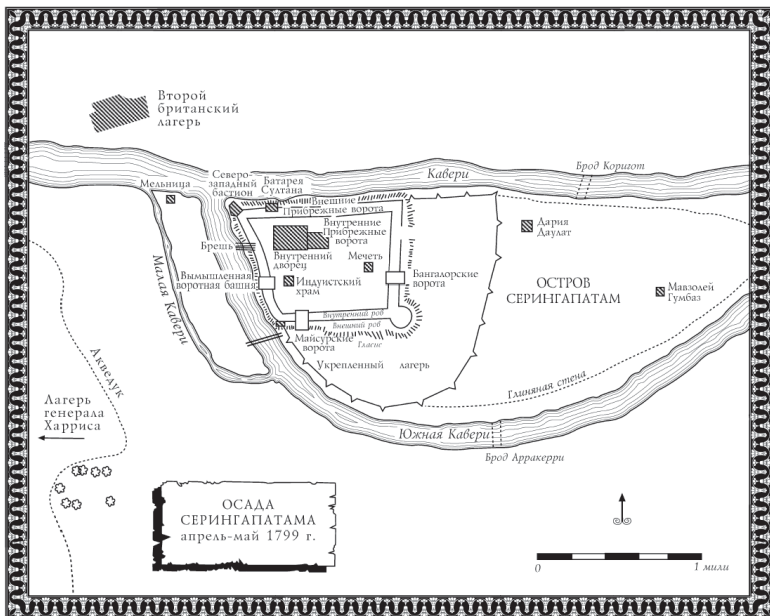 Второй
британский
лагерь
Мельница
Северо-
западный
бастион
Батарея
Султана
Внешние
Прибрежные ворота
Кавери
Брод Коригот
Внутренние
Прибрежные
ворота
Дария
Даулат
Брешь
Внутренний
дворец
Мечеть
Вымышленная
воротная башня
Индуистский
храм
Бангалорские
ворота
ОСТРОВ
СЕРИНГАПАТАМ
Мавзолей
Гумбаз
Малая Кавери
Внутренний ров
Внешний ров
Гласис
Майсурские
ворота
Укрепленный лагерь
Акведук
Глиняная стена
Лагерь
генерала
Харриса
Южная Кавери
Брод Арракерри
ОСАДА
СЕРИНГАПАТАМА
апрель-май 1799 г.
0
1 мили